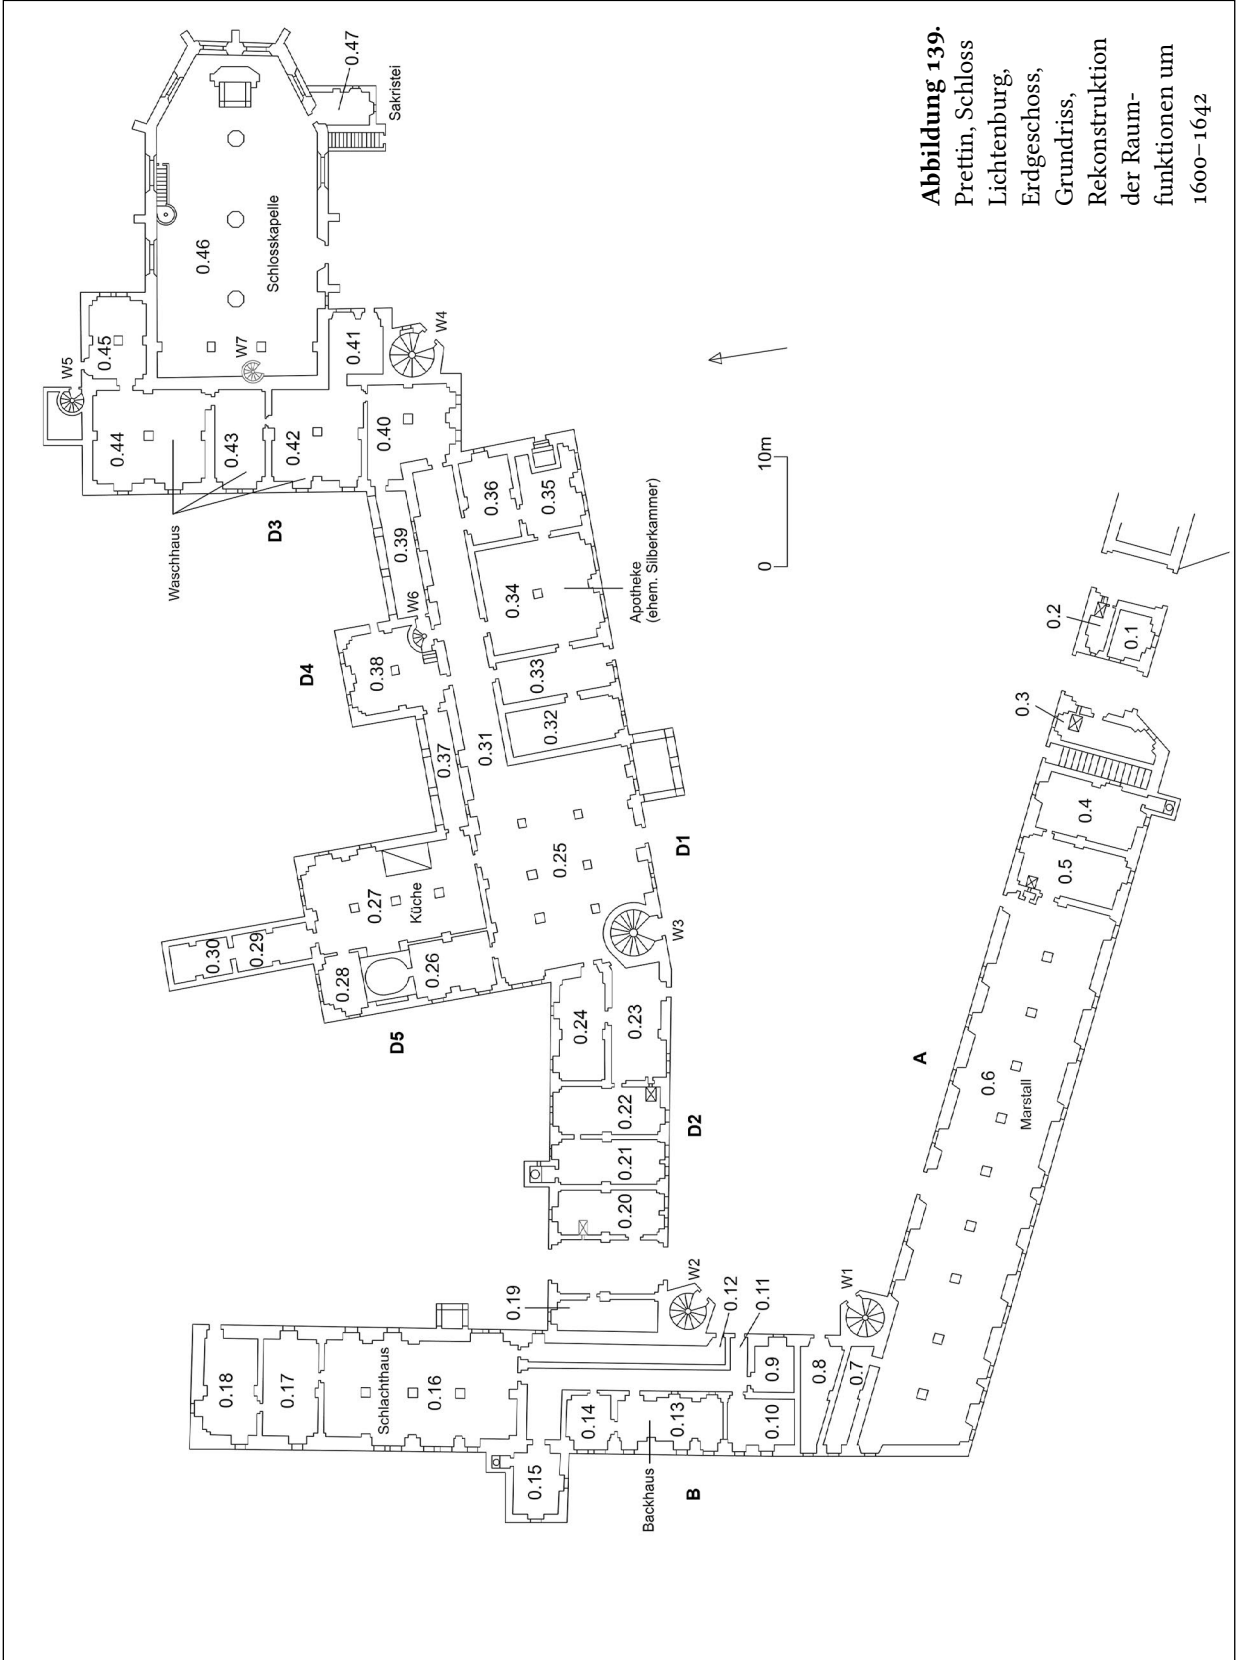 Abbildung 139.
Prettin, Schloss
Lichtenburg,
Erdgeschoss,
Grundriss,
Rekonstruktion
der Raum-
funktionen um
1600–1642
0.47
Sakristei
0.46
Schlosskapelle
W7
0.45
W5
0.44
0.43
0.42
0.41
W4
0.40
Waschhaus
D3
0.39
0.36
0.35
0.34
Apotheke
(ehem. Silberkammer)
W6
D4
0.38
0.33
0.32
0.31
0.37
0.25
D1
W3
0.27
Küche
0.26
0.30
0.29
0.28
D5
0.24
0.23
0.22
0.21
0.20
D2
0.19
W2
0.12
0.11
W1
0.18
0.17
Schlachthaus
0.16
0.15
0.14
0.13
Backhaus
B
0.10
0.9
0.8
0.7
A
0.6
Marstall
0.5
0.4
0.3
0.2
0.1
0
10m